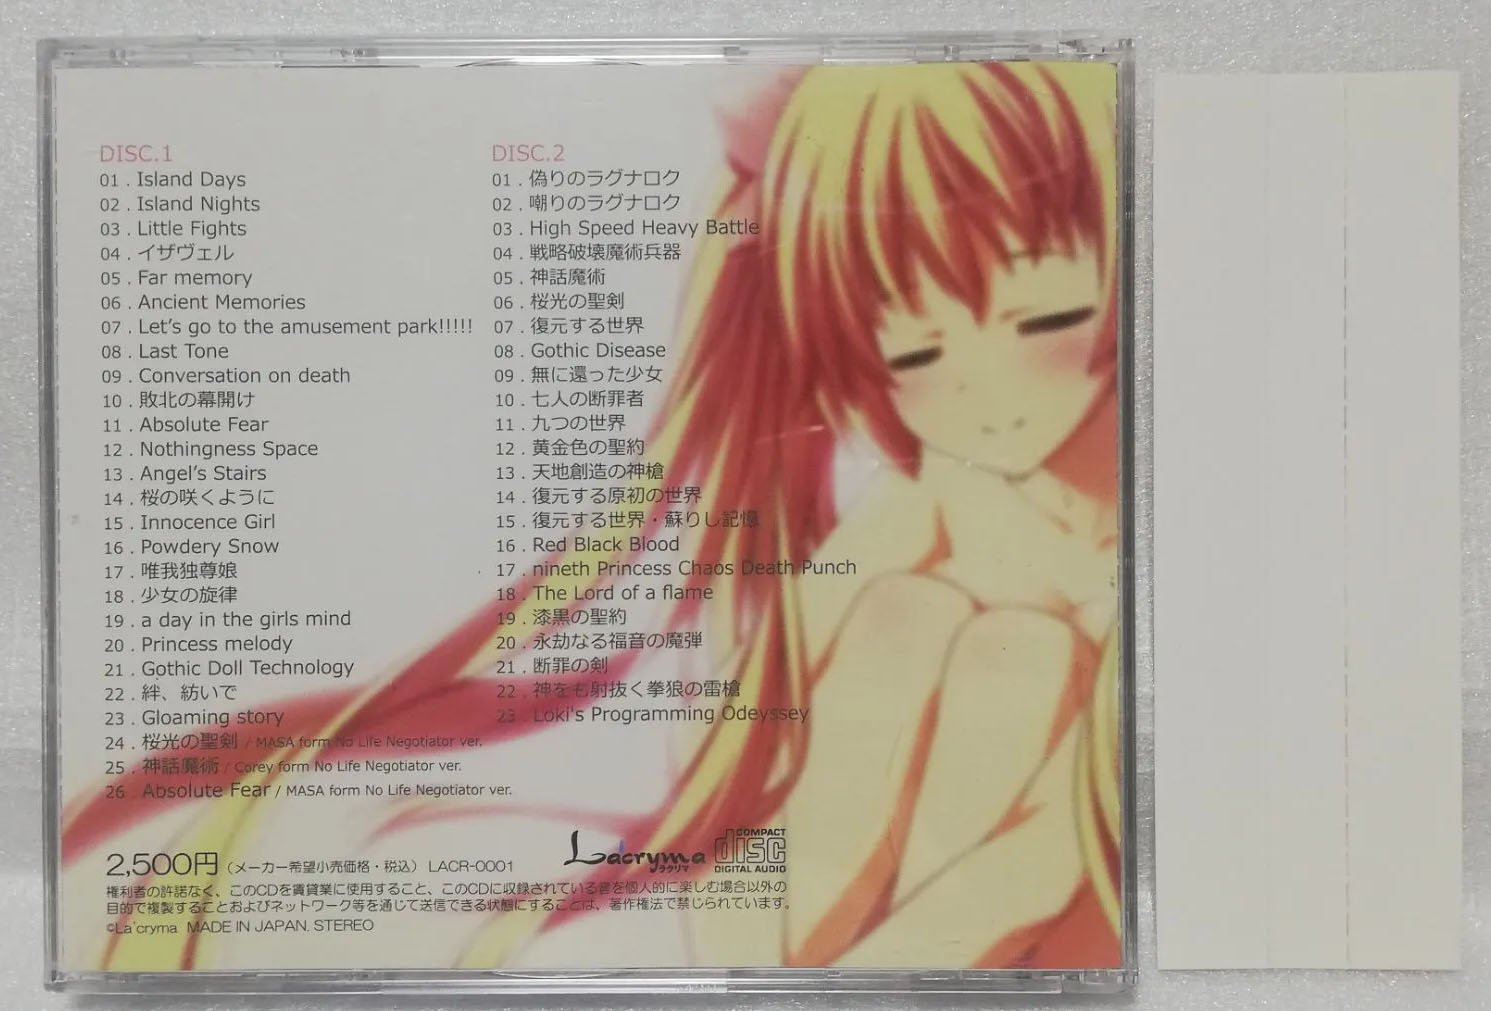 DISC.1
01 . Island Days
02 . Island Nights
03 . Little Fights
04 . イザヴェル
05 . Far memory
06 . Ancient Memories
07 . Let's go to the amusement park!!!!!
08 . Last Tone
09 . Conversation on death
10 . 敗北の幕開け
11 . Absolute Fear
12 . Nothingness Space
13 . Angel's Stairs
14 . 桜の咲くように
15 . Innocence Girl
16 . Powdery Snow
17 . 唯我独尊娘
18 . 少女の旋律
19 . a day in the girls mind
20 . Princess melody
21 . Gothic Doll Technology
22 . 絆、紡いで
23 . Gloaming story
24 . 桜光の聖剣 / MASA form No Life Negotiator ver.
25 . 神話魔術 / Corey form No Life Negotiator ver.
26 . Absolute Fear / MASA form No Life Negotiator ver.
DISC.2
01 . 偽りのラグナロク
02 . 嘲りのラグナロク
03 . High Speed Heavy Battle
04 . 戦略破壊魔術兵器
05 . 神話魔術
06 . 桜光の聖剣
07 . 復元する世界
08 . Gothic Disease
09 . 無に還った少女
10 . 七人の断罪者
11 . 九つの世界
12 . 黄金色の聖約
13 . 天地創造の神槍
14 . 復元する原初の世界
15 . 復元する世界・蘇りし記憶
16 . Red Black Blood
17 . nineth Princess Chaos Death Punch
18 . The Lord of a flame
19 . 漆黒の聖約
20 . 永劫なる福音の魔弾
21 . 断罪の剣
22 . 神をも射抜く拳狼の雷槍
23 . Loki's Programming Odeyssey
2,500円（メーカー希望小売価格・税込） LACR-0001
La'cryma
ラクリマ
COMPACT
disc
DIGITAL AUDIO
権利者の許諾なく、このCDを賃貸業に使用すること、このCDに収録されている音を個人的に楽しむ場合以外の
目的で複製することおよびネットワーク等を通じて送信できる状態にすることは、著作権法で禁じられています。
©La'cryma MADE IN JAPAN. STEREO